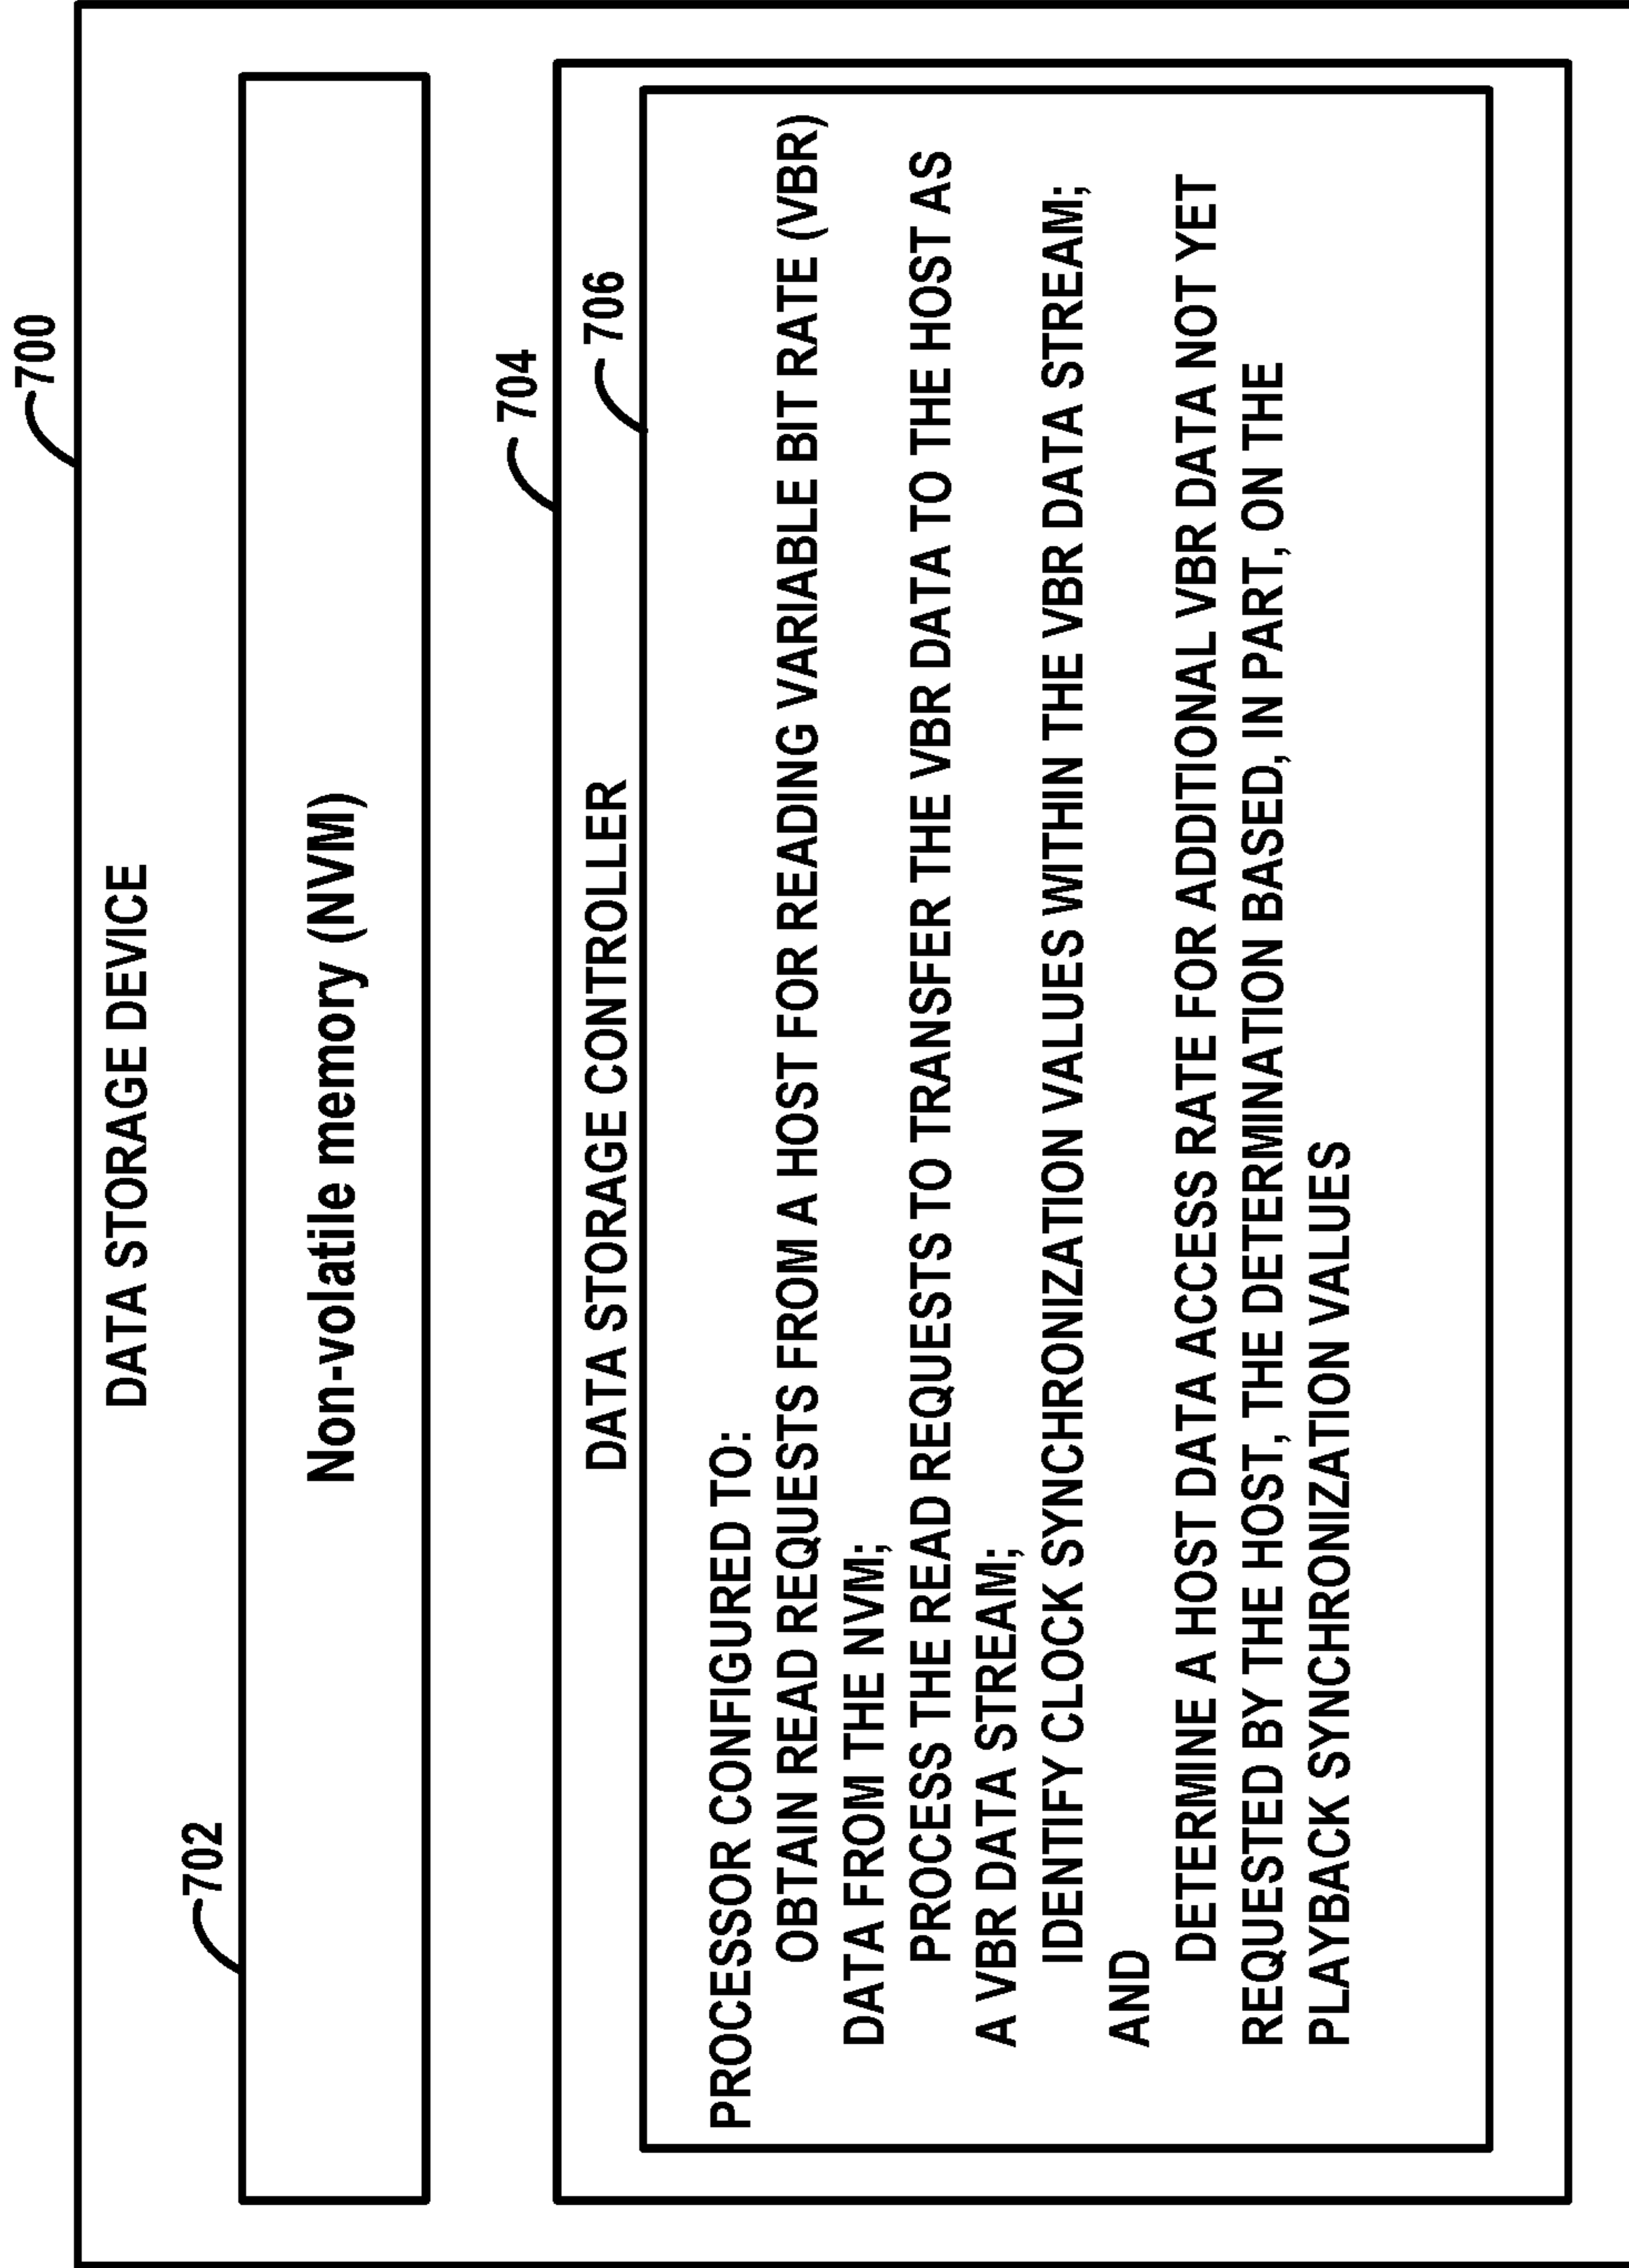 700
DATA STORAGE DEVICE
702
Non-volatile memory (NVM)
704
DATA STORAGE CONTROLLER
706
PROCESSOR CONFIGURED TO:
OBTAIN READ REQUESTS FROM A HOST FOR READING VARIABLE BIT RATE (VBR)
DATA FROM THE NVM;
PROCESS THE READ REQUESTS TO TRANSFER THE VBR DATA TO THE HOST AS
A VBR DATA STREAM;
IDENTIFY CLOCK SYNCHRONIZATION VALUES WITHIN THE VBR DATA STREAM;
AND
DETERMINE A HOST DATA ACCESS RATE FOR ADDITIONAL VBR DATA NOT YET
REQUESTED BY THE HOST, THE DETERMINATION BASED, IN PART, ON THE
PLAYBACK SYNCHRONIZATION VALUES